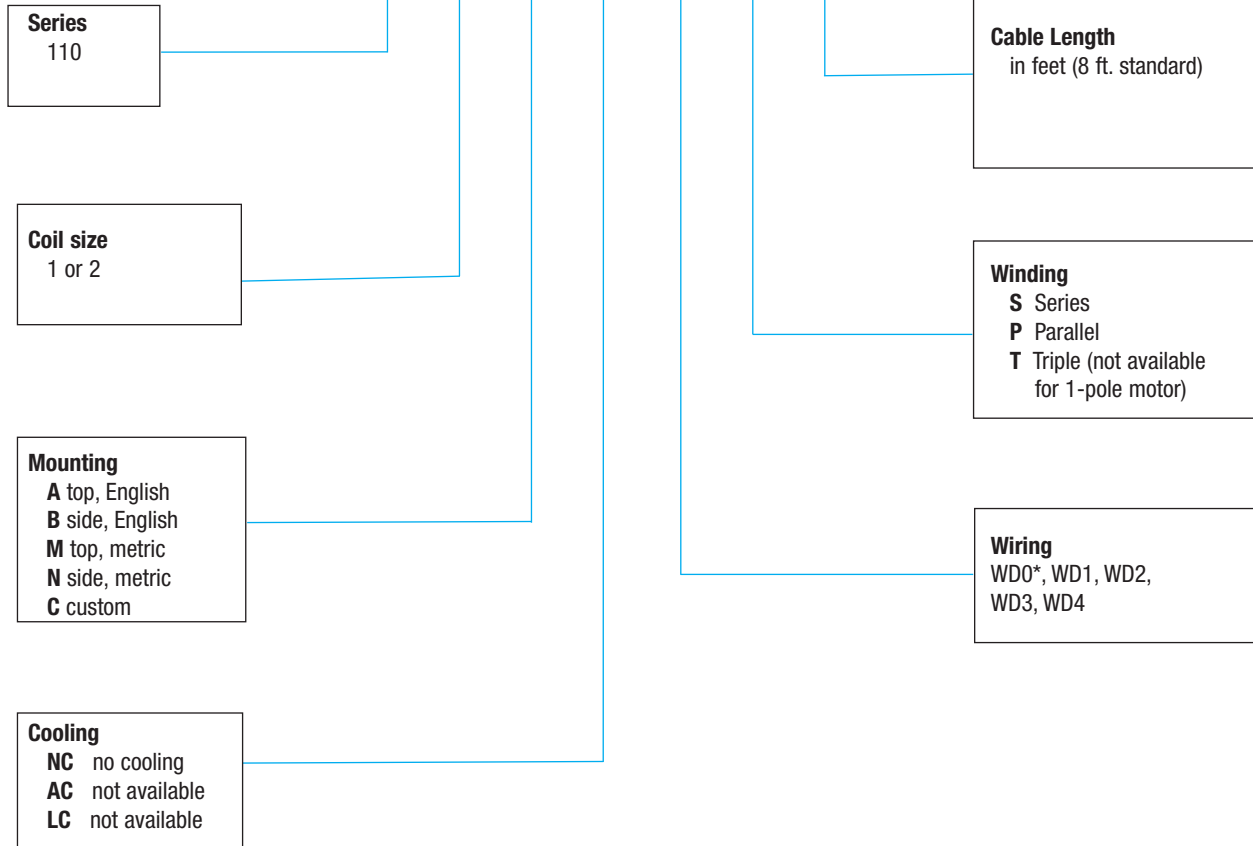 Series
110
Coil size
1 or 2
Mounting
A top, English
B side, English
M top, metric
N side, metric
C custom
Cooling
NC no cooling
AC not available
LC not available
Cable Length
in feet (8 ft. standard)
Winding
S Series
P Parallel
T Triple (not available
for 1-pole motor)
Wiring
WD0*, WD1, WD2,
WD3, WD4